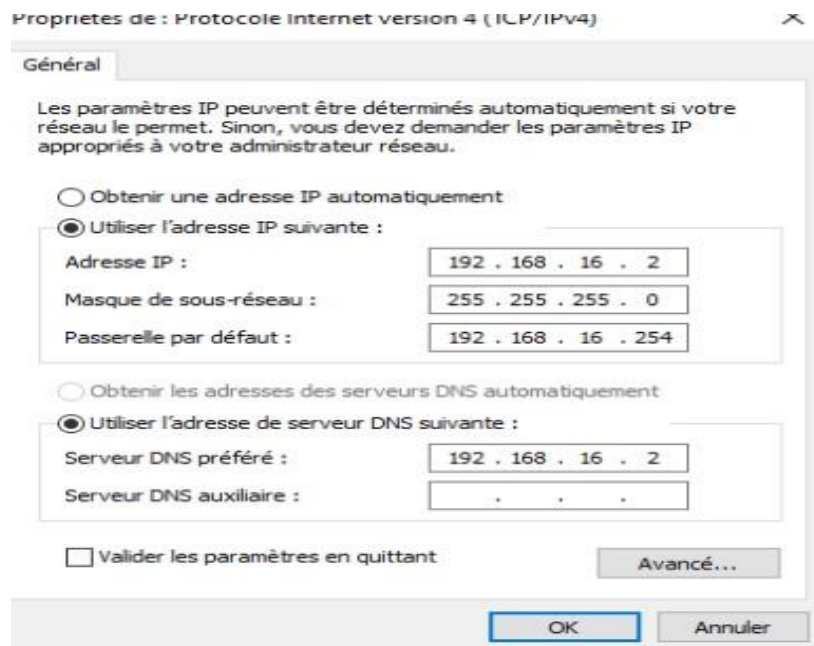 Propriétés de : Protocole Internet version 4 (TCP/IPv4)
Général
Les paramètres IP peuvent être déterminés automatiquement si votre
réseau le permet. Sinon, vous devez demander les paramètres IP
appropriés à votre administrateur réseau.
Obtenir une adresse IP automatiquement
Utiliser l'adresse IP suivante :
Adresse IP : 192 . 168 . 16 . 2
Masque de sous-réseau : 255 . 255 . 255 . 0
Passerelle par défaut : 192 . 168 . 16 . 254
Obtenir les adresses des serveurs DNS automatiquement
Utiliser l'adresse de serveur DNS suivante :
Serveur DNS préféré : 192 . 168 . 16 . 2
Serveur DNS auxiliaire : . . .
Valider les paramètres en quittant
Avancé...
OK Annuler